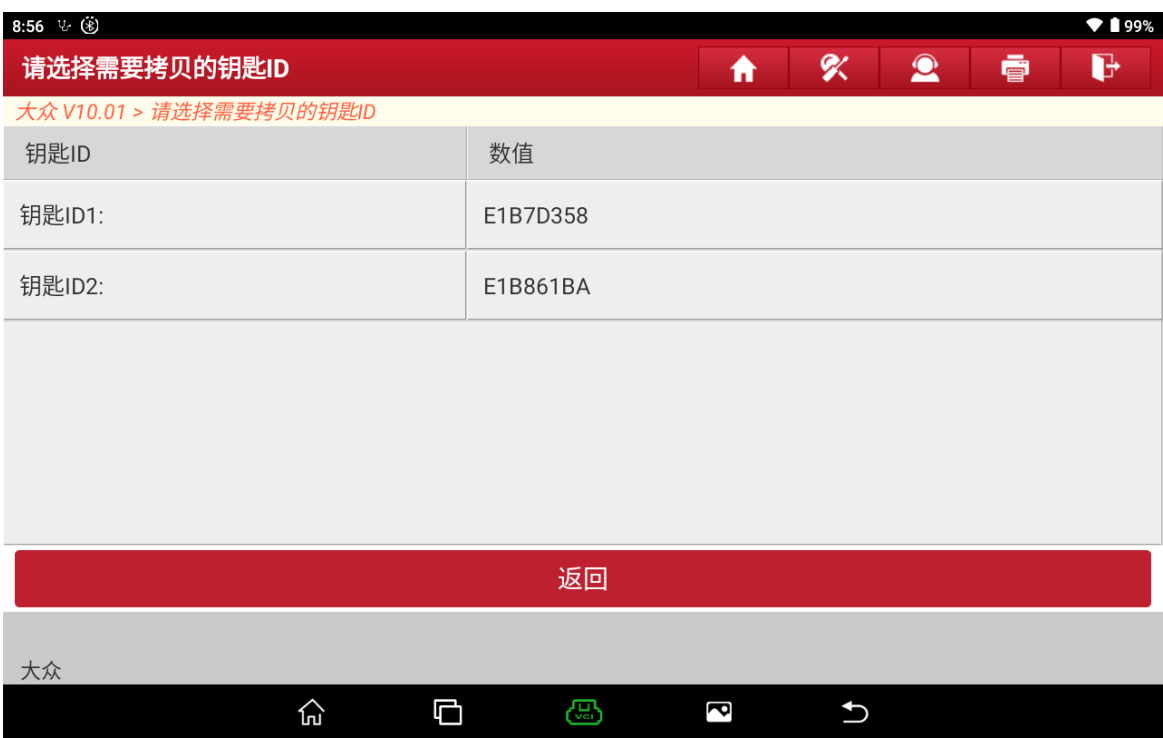 8:56 99%
请选择需要拷贝的钥匙ID
大众 V10.01 > 请选择需要拷贝的钥匙ID
钥匙ID 数值
钥匙ID1: E1B7D358
钥匙ID2: E1B861BA
返回
大众
VCI